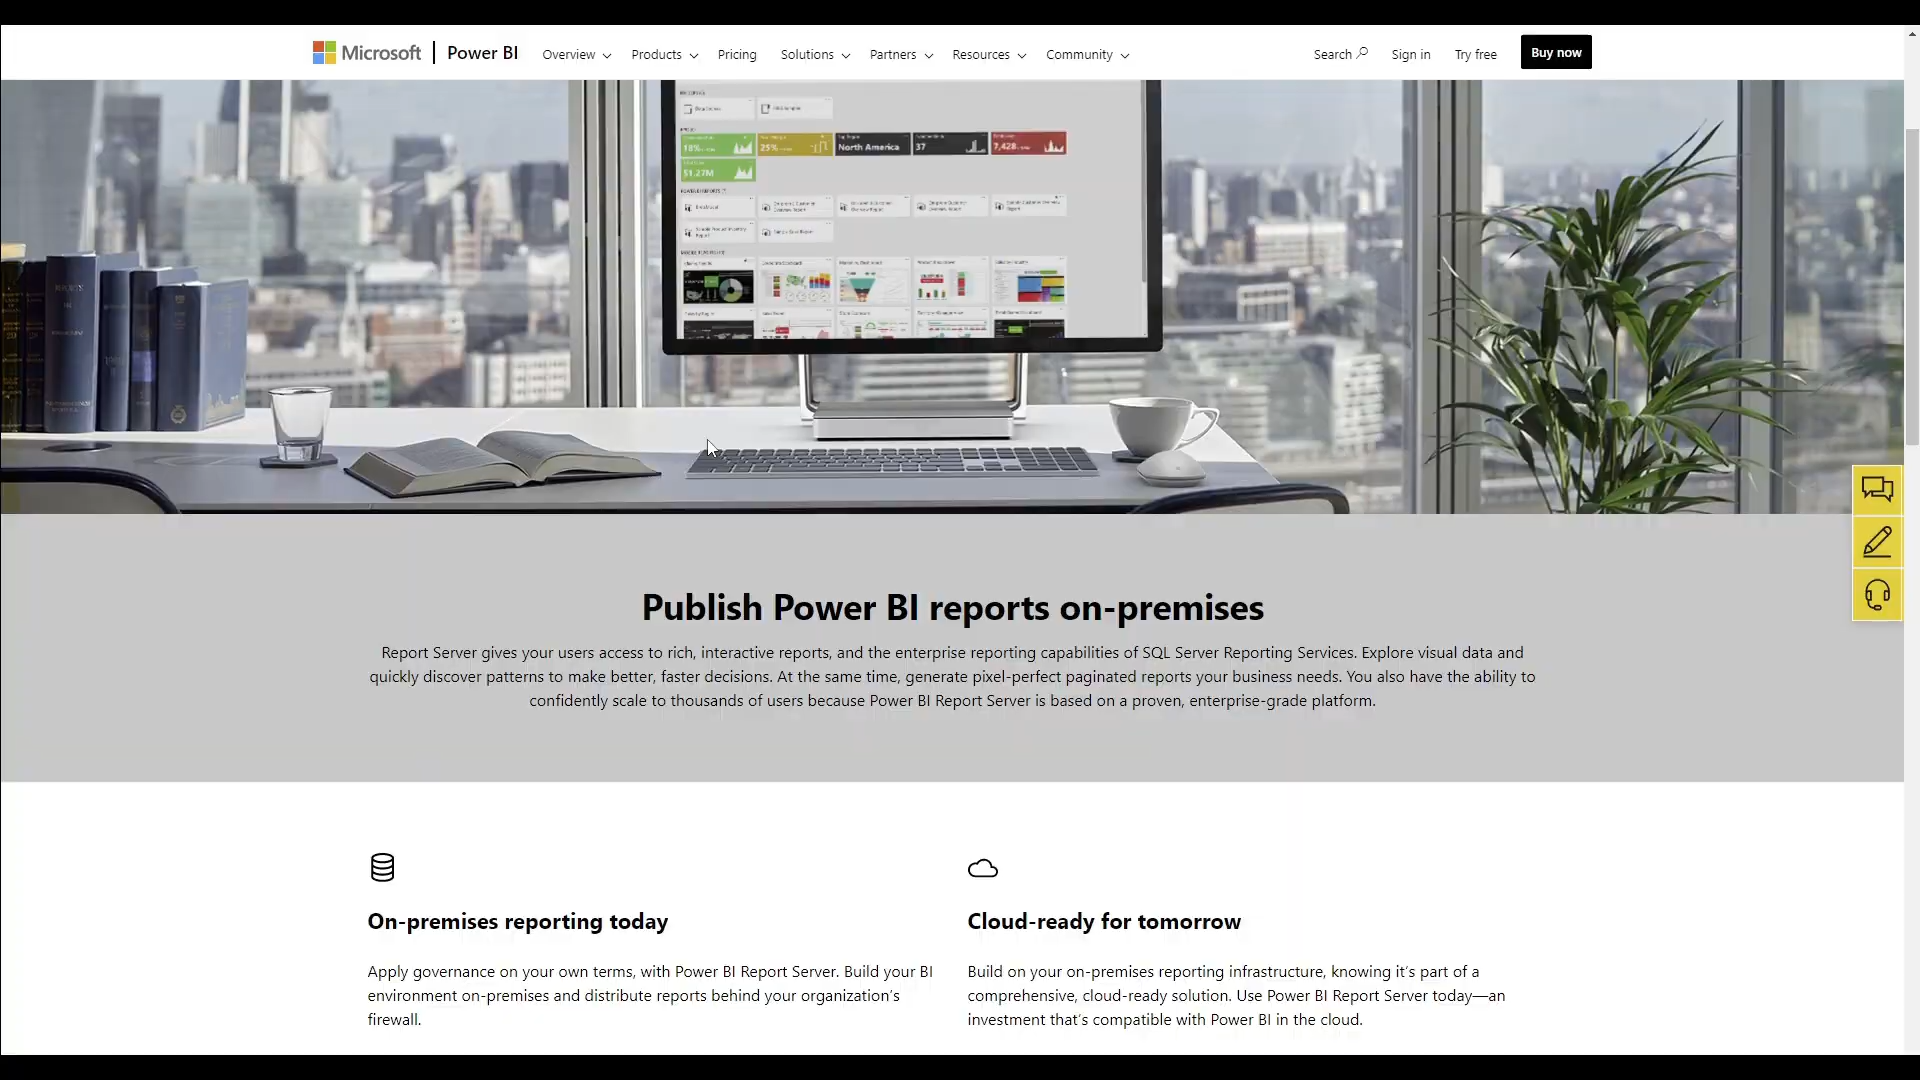 Microsoft
Power BI
Overview
Products
Pricing
Solutions
Partners
Resources
Community
Search
Sign in
Try free
Buy now
18%
25%
North America
37
7,428
51.27M
Publish Power BI reports on-premises
Report Server gives your users access to rich, interactive reports, and the enterprise reporting capabilities of SQL Server Reporting Services. Explore visual data and
quickly discover patterns to make better, faster decisions. At the same time, generate pixel-perfect paginated reports your business needs. You also have the ability to
confidently scale to thousands of users because Power BI Report Server is based on a proven, enterprise-grade platform.
On-premises reporting today
Apply governance on your own terms, with Power BI Report Server. Build your BI
environment on-premises and distribute reports behind your organization’s
firewall.
Cloud-ready for tomorrow
Build on your on-premises reporting infrastructure, knowing it’s part of a
comprehensive, cloud-ready solution. Use Power BI Report Server today—an
investment that’s compatible with Power BI in the cloud.